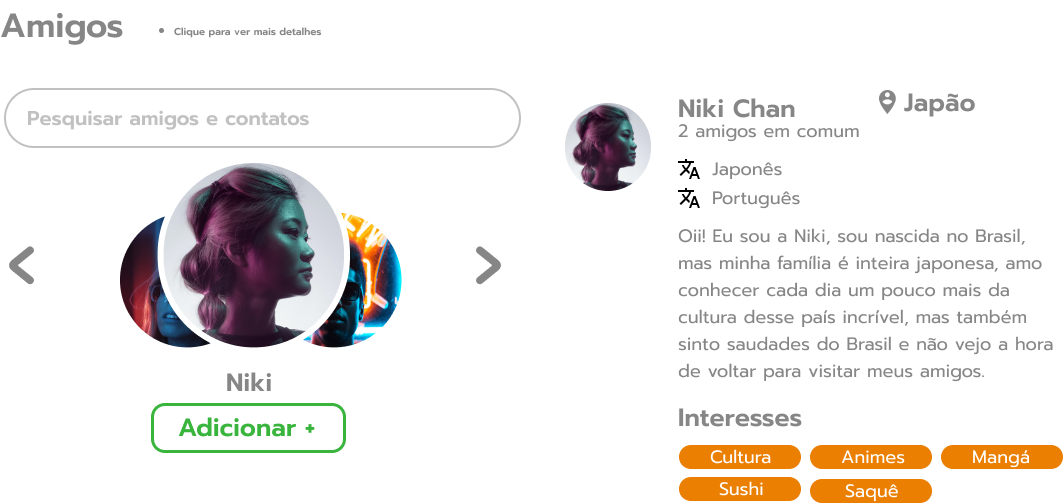 Amigos
• Clique para ver mais detalhes
Pesquisar amigos e contatos
Niki
Adicionar +
Niki Chan
Japão
2 amigos em comum
Japonês
Português
Oii! Eu sou a Niki, sou nascida no Brasil,
mas minha família é inteira japonesa, amo
conhecer cada dia um pouco mais da
cultura desse país incrível, mas também
sinto saudades do Brasil e não vejo a hora
de voltar para visitar meus amigos.
Interesses
Cultura
Animes
Mangá
Sushi
Saquê